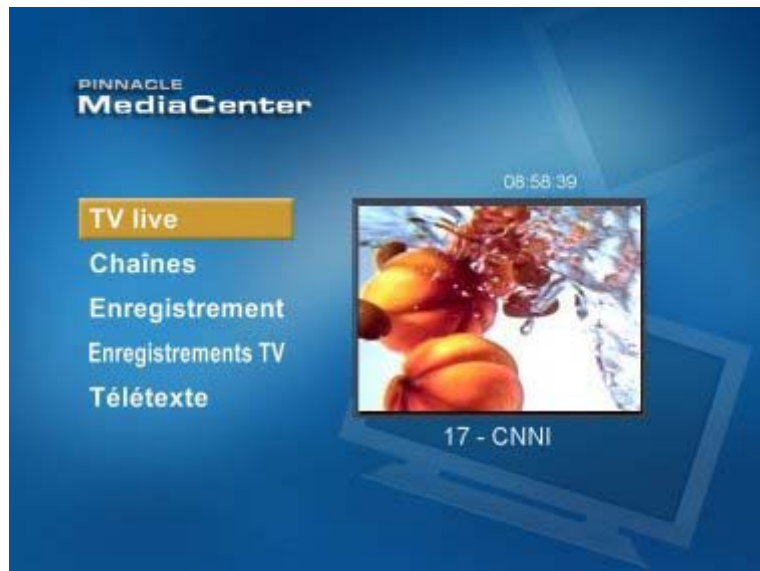 PINNACLE
MediaCenter
08:58:39
TV live
Chaînes
Enregistrement
Enregistrements TV
Télétexte
17 - CNNI